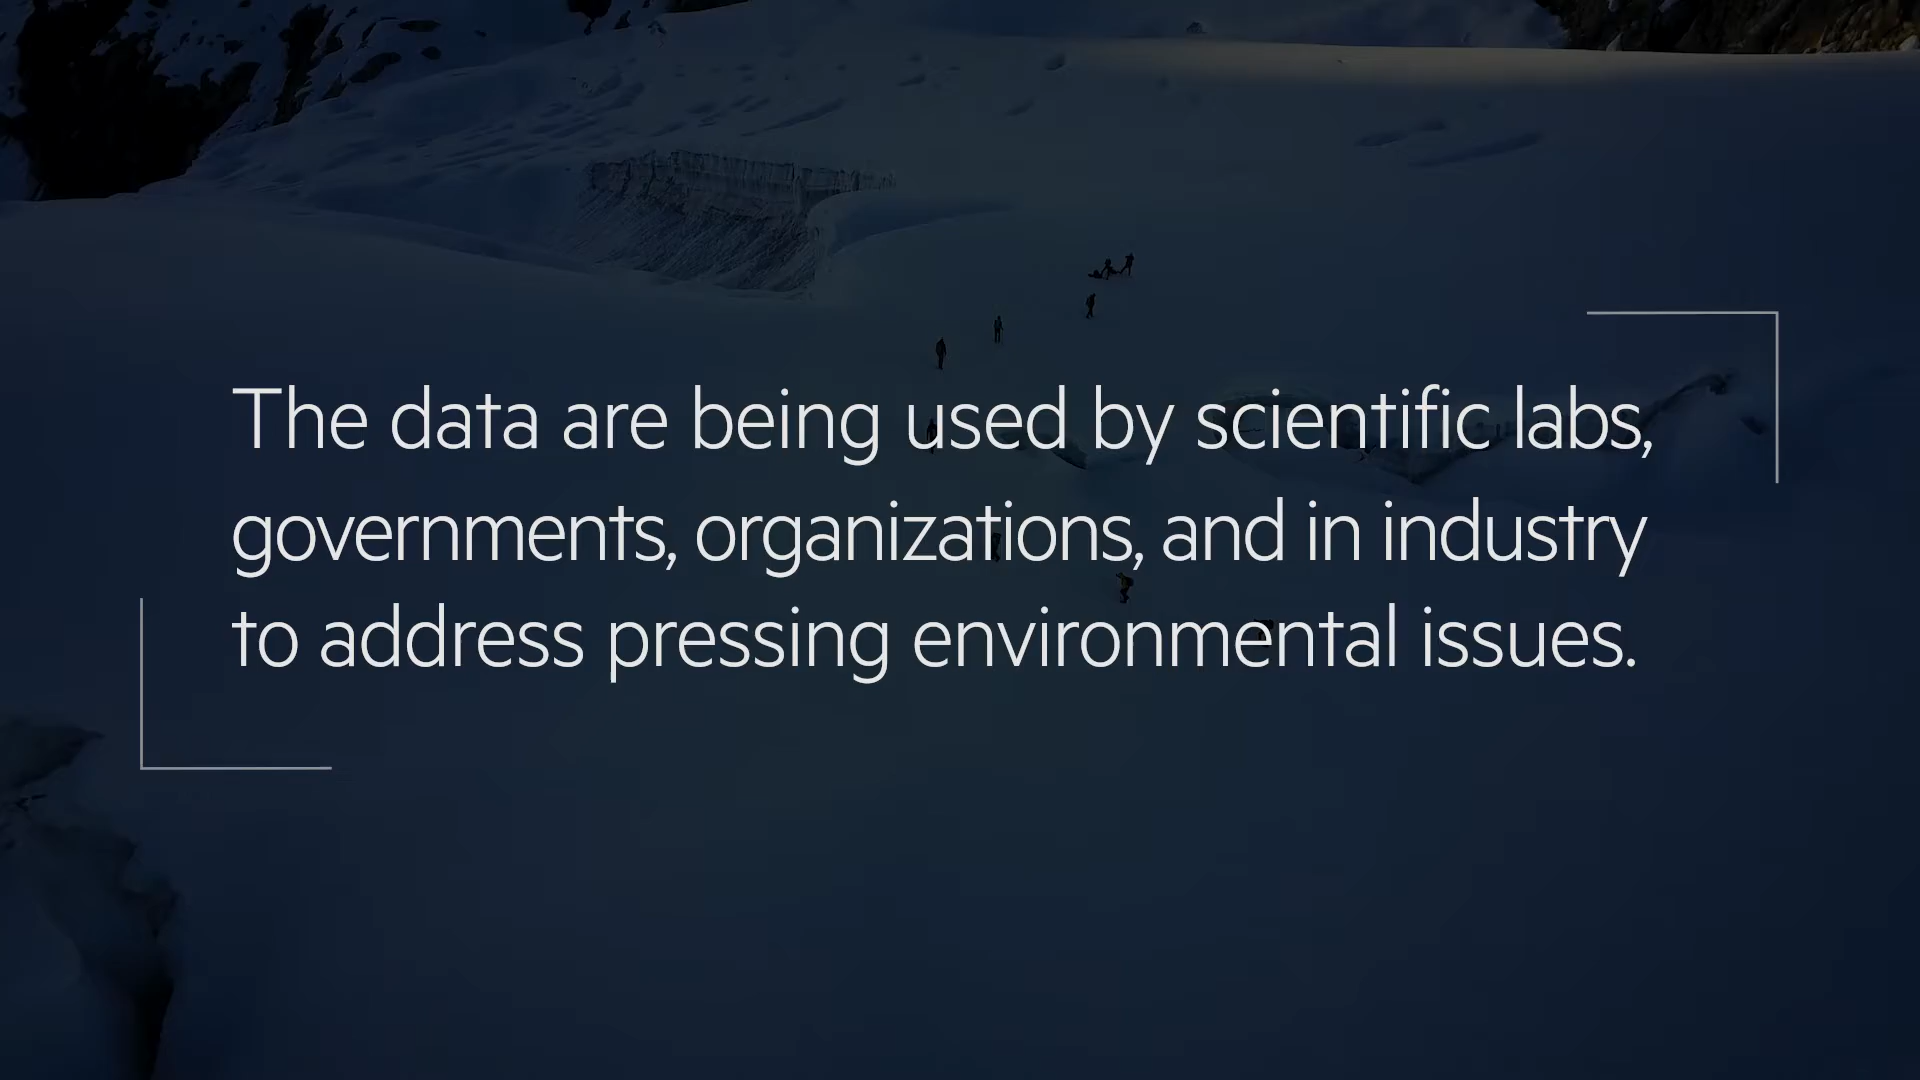 The data are being used by scientific labs,
governments, organizations, and in industry
to address pressing environmental issues.